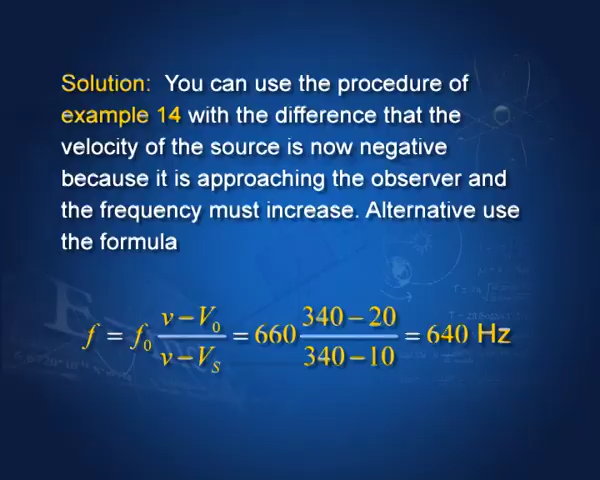 Solution: You can use the procedure of
example 14 with the difference that the
velocity of the source is now negative
because it is approaching the observer and
the frequency must increase. Alternative use
the formula
f = f₀ (v − V₀)/(v − Vₛ) = 660 (340 − 20)/(340 − 10) = 640 Hz